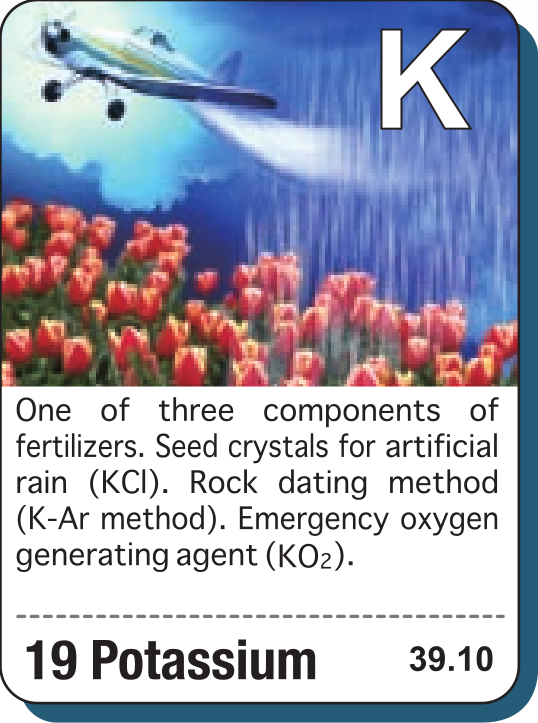 K
One of three components of
fertilizers. Seed crystals for artificial
rain (KCl). Rock dating method
(K-Ar method). Emergency oxygen
generating agent (KO₂).
19 Potassium 39.10